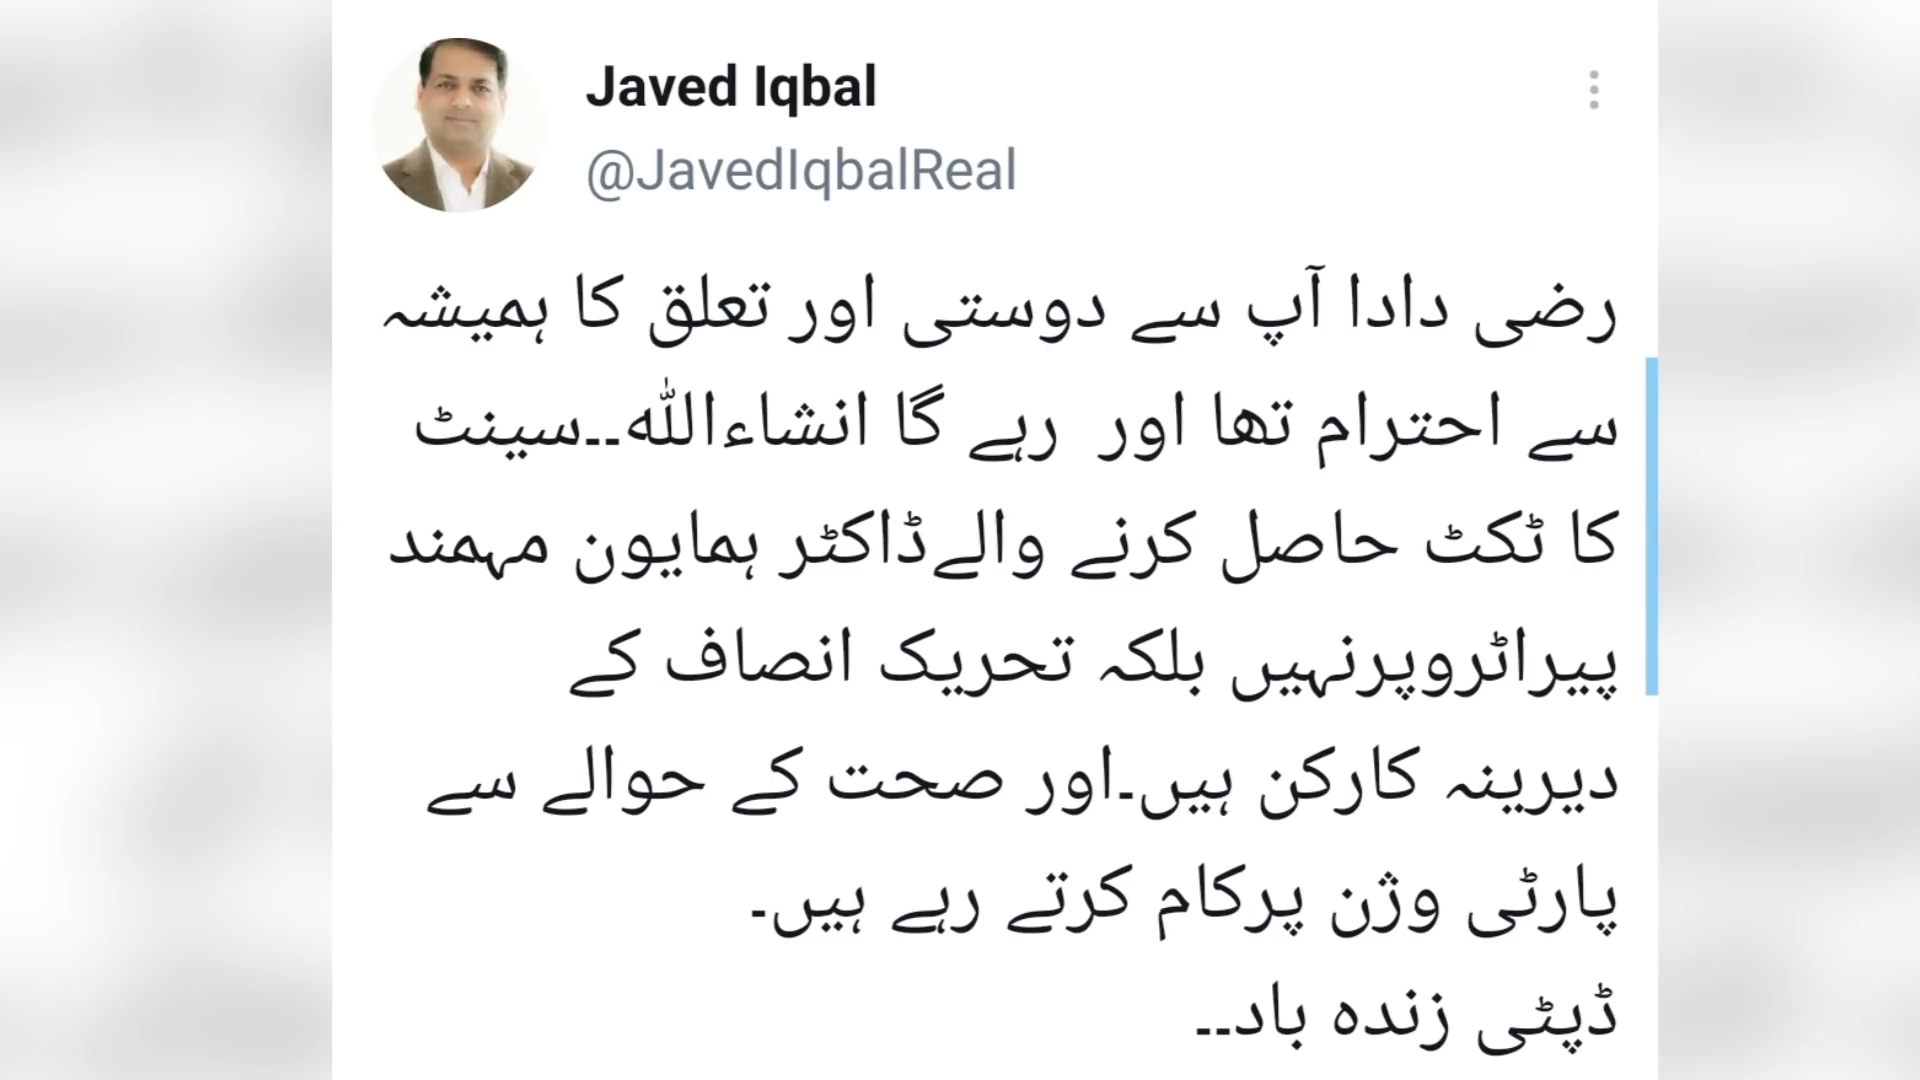 Javed Iqbal
@JavedIqbalReal
رضی دادا آپ سے دوستی اور تعلق کا ہمیشہ
سے احترام تھا اور رہے گا انشاءاللّٰہ۔۔سینٹ
کا ٹکٹ حاصل کرنے والےڈاکٹر ہمایون مہمند
پیراٹروپرنہیں بلکہ تحریک انصاف کے
دیرینہ کارکن ہیں۔اور صحت کے حوالے سے
پارٹی وژن پرکام کرتے رہے ہیں۔
ڈپٹی زندہ باد۔۔